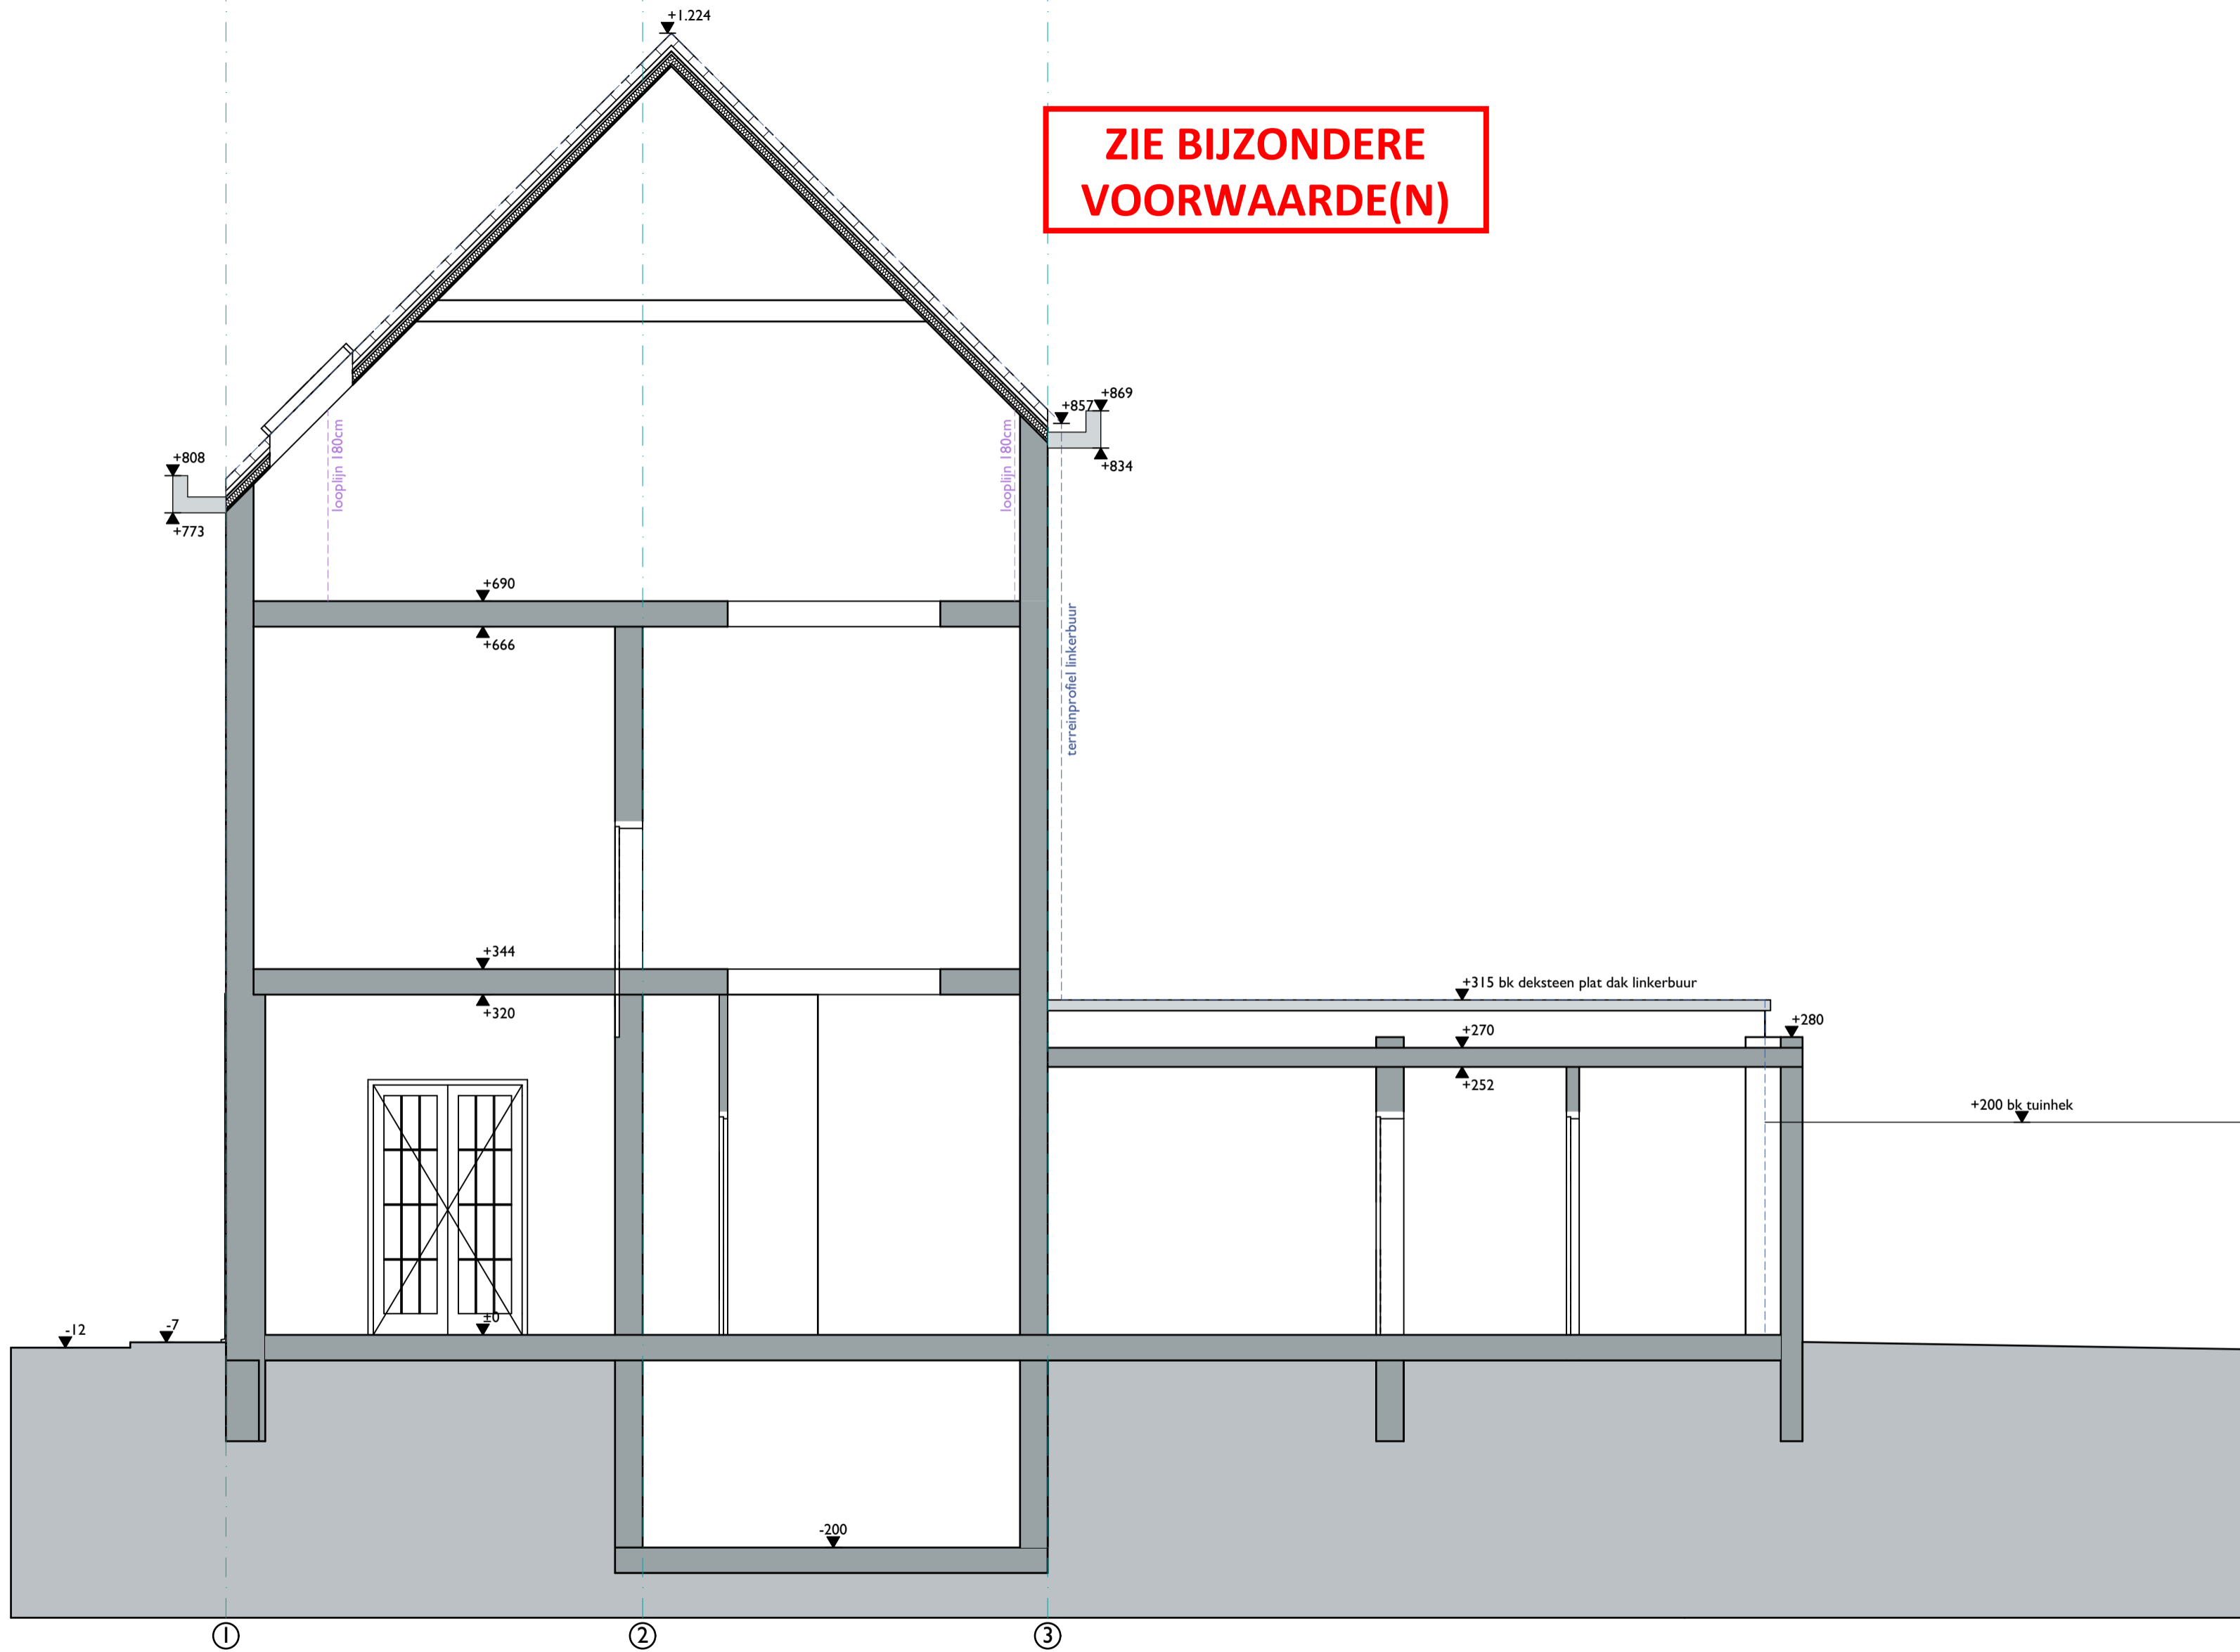 +1.224
ZIE BIJZONDERE
VOORWAARDE(N)
+869
+857
+834
+808
+773
looplijn 180cm
looplijn 180cm
+690
+666
terreinprofiel linkerbuur
+344
+320
+315 bk deksteen plat dak linkerbuur
+280
+270
+252
+200 bk tuinhek
±0
-7
-12
-200
1
2
3